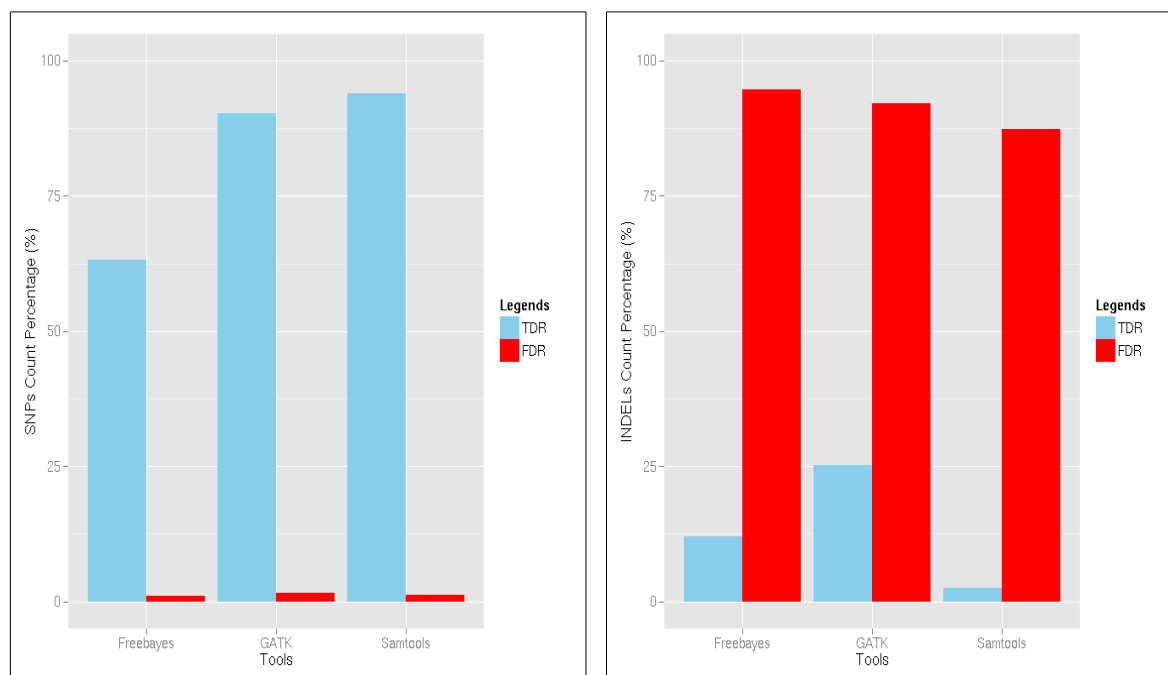 SNPs Count Percentage (%)
100
75
50
25
0
Freebayes GATK Samtools
Tools
Legends
TDR
FDR
INDELs Count Percentage (%)
100
75
50
25
0
Freebayes GATK Samtools
Tools
Legends
TDR
FDR